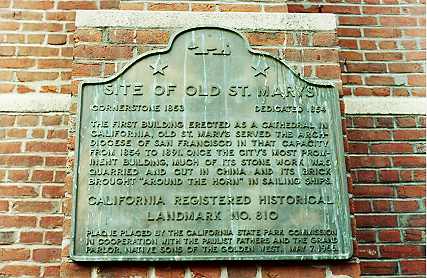 SITE OF OLD ST. MARY'S
CORNERSTONE 1853 DEDICATED 1854
THE FIRST BUILDING ERECTED AS A CATHEDRAL IN
CALIFORNIA, OLD ST. MARY'S SERVED THE ARCH
DIOCESE OF SAN FRANCISCO IN THAT CAPACITY
FROM 1854 TO 1891. ONCE THE CITY'S MOST PROM
INENT BUILDING, MUCH OF ITS STONE WORK WAS
QUARRIED AND CUT IN CHINA AND ITS BRICK
BROUGHT "AROUND THE HORN" IN SAILING SHIPS.
CALIFORNIA REGISTERED HISTORICAL
LANDMARK NO. 810
PLAQUE PLACED BY THE CALIFORNIA STATE PARK COMMISSION
IN COOPERATION WITH THE PAULIST FATHERS AND THE GRAND
PARLOR, NATIVE SONS OF THE GOLDEN WEST, MAY 7, 1966